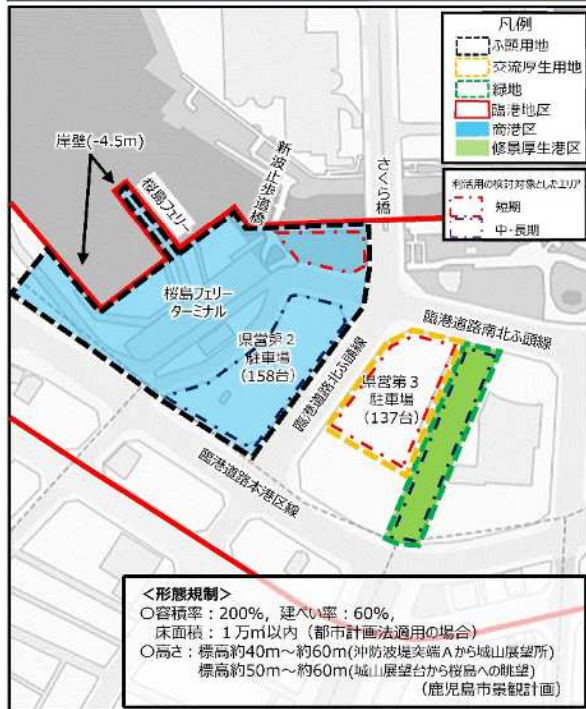 凡例
ふ頭用地
交流厚生用地
緑地
臨港地区
商港区
修景厚生港区
利活用の検討対象としたエリア
短期
中・長期
岸壁(-4.5m)
桜島フェリー
新波止歩道橋
さくら橋
桜島フェリー
ターミナル
県営第2
駐車場
(158台)
臨港道路北ふ頭線
臨港道路南北ふ頭線
県営第3
駐車場
(137台)
臨港道路本港区線
<形態規制>
○容積率：200%，建ぺい率：60%，
床面積：1万㎡以内（都市計画法適用の場合）
○高さ：標高約40m～約60m(沖防波堤突端Aから城山展望所)
標高約50m～約60m(城山展望台から桜島への眺望)
(鹿児島市景観計画)